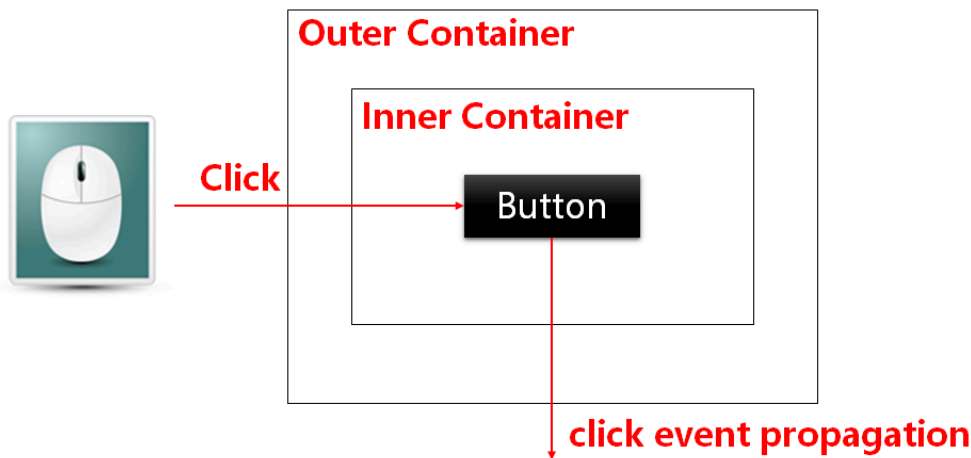 Outer Container
Inner Container
Click
Button
click event propagation